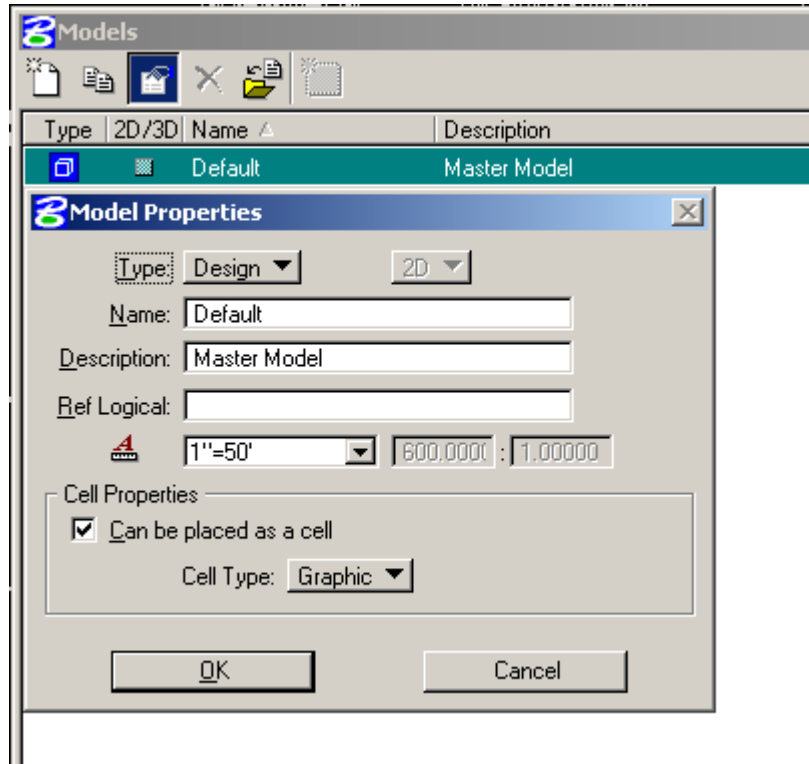 Models
Type 2D/3D Name Description
Default Master Model
Model Properties
Type: Design 2D
Name: Default
Description: Master Model
Ref Logical:
1"=50' 600.000( : 1.00000
Cell Properties
Can be placed as a cell
Cell Type: Graphic
OK Cancel